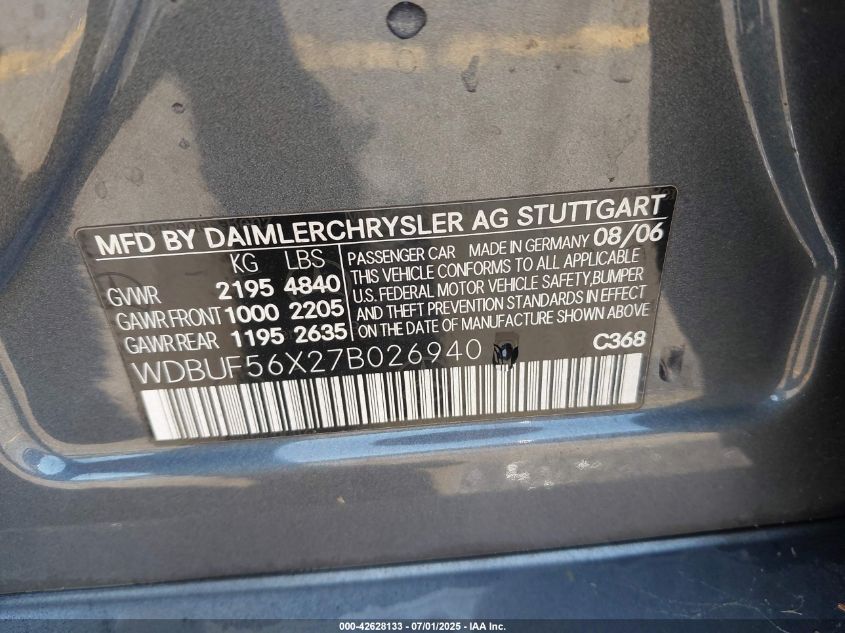 MFD BY DAIMLERCHRYSLER AG STUTTGART
KG LBS
GVWR 2195 4840
GAWR FRONT 1000 2205
GAWR REAR 1195 2635
PASSENGER CAR MADE IN GERMANY 08/06
THIS VEHICLE CONFORMS TO ALL APPLICABLE
U.S. FEDERAL MOTOR VEHICLE SAFETY, BUMPER
AND THEFT PREVENTION STANDARDS IN EFFECT
ON THE DATE OF MANUFACTURE SHOWN ABOVE
WDBUF56X27B026940
C368
000-42628133 - 07/01/2025 - IAA Inc.